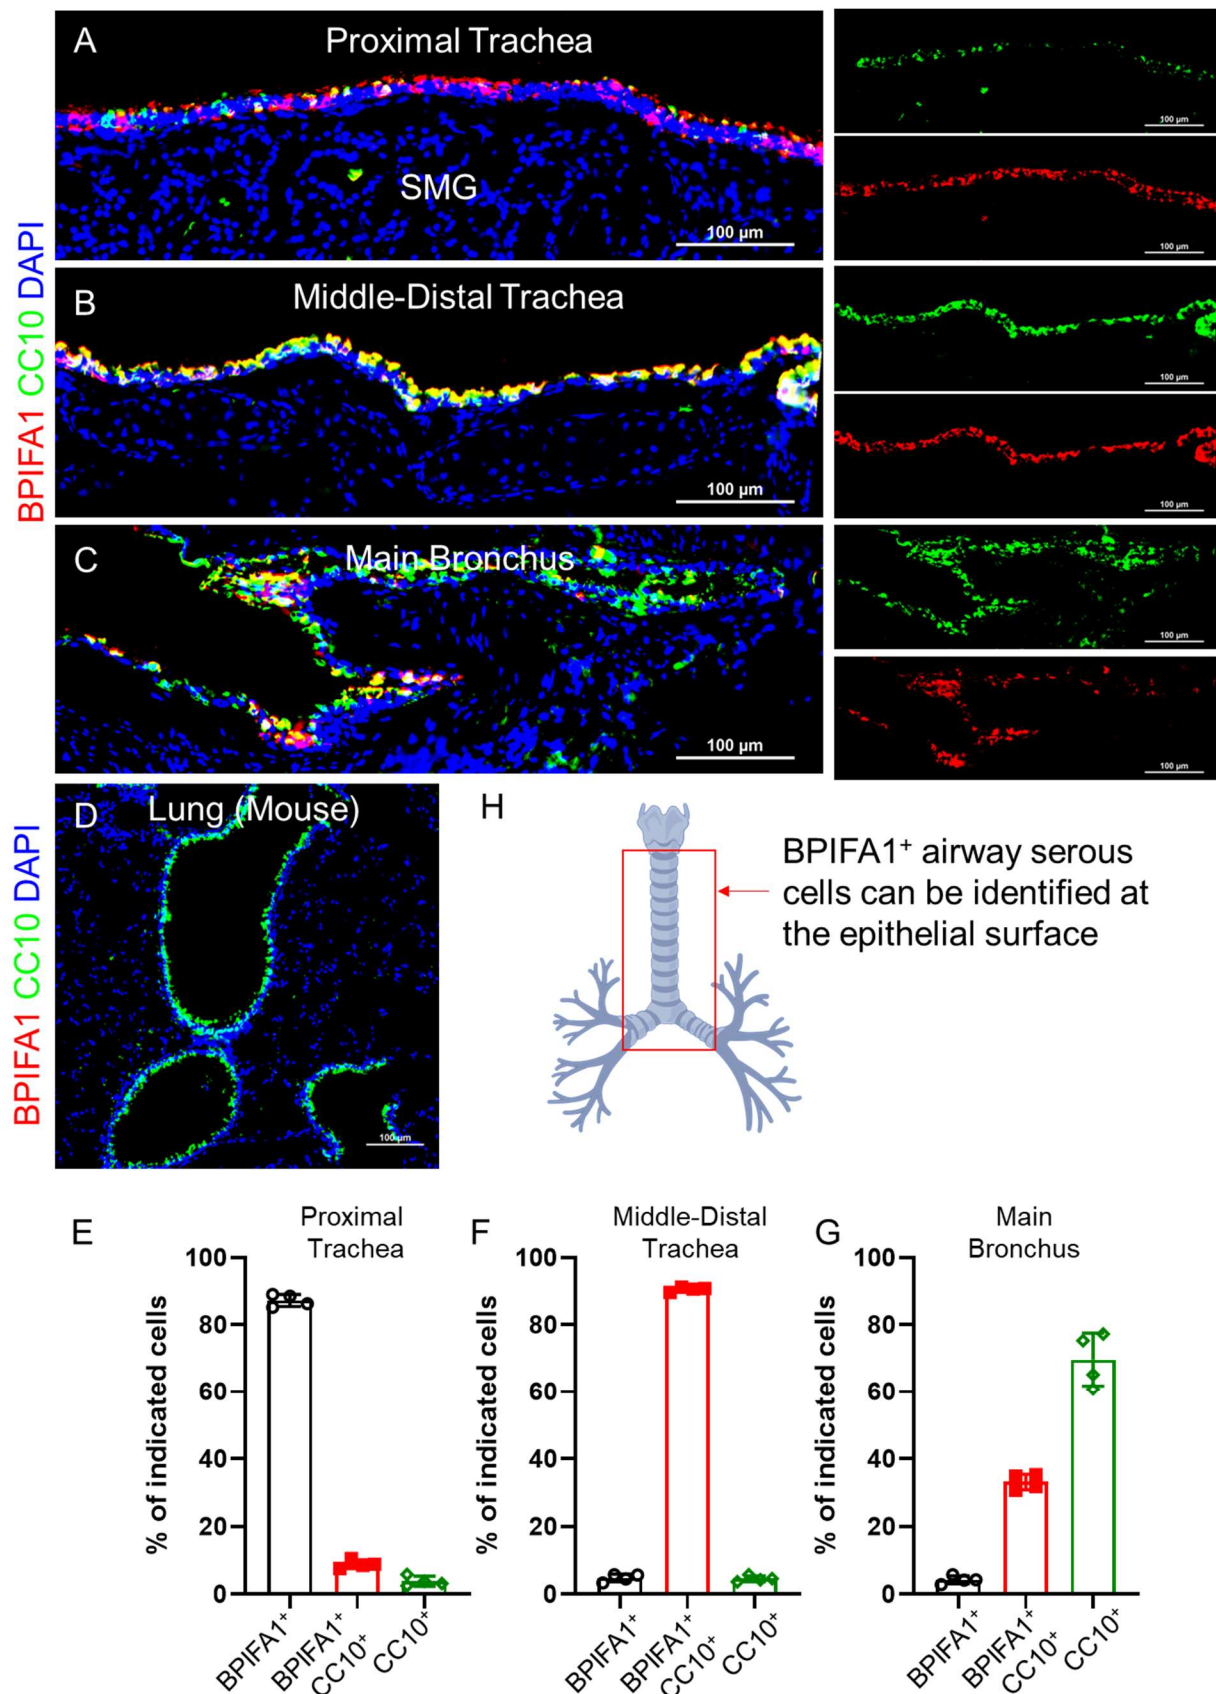 BPIFA1 CC10 DAPI
A
Proximal Trachea
SMG
100 µm
100 µm
100 µm
B
Middle-Distal Trachea
100 µm
100 µm
100 µm
C
Main Bronchus
100 µm
100 µm
100 µm
BPIFA1 CC10 DAPI
D
Lung (Mouse)
100 µm
H
BPIFA1⁺ airway serous
cells can be identified at
the epithelial surface
E
Proximal
Trachea
% of indicated cells
100
80
60
40
20
0
BPIFA1⁺
BPIFA1⁺
CC10⁺
CC10⁺
F
Middle-Distal
Trachea
% of indicated cells
100
80
60
40
20
0
BPIFA1⁺
BPIFA1⁺
CC10⁺
CC10⁺
G
Main
Bronchus
% of indicated cells
100
80
60
40
20
0
BPIFA1⁺
BPIFA1⁺
CC10⁺
CC10⁺